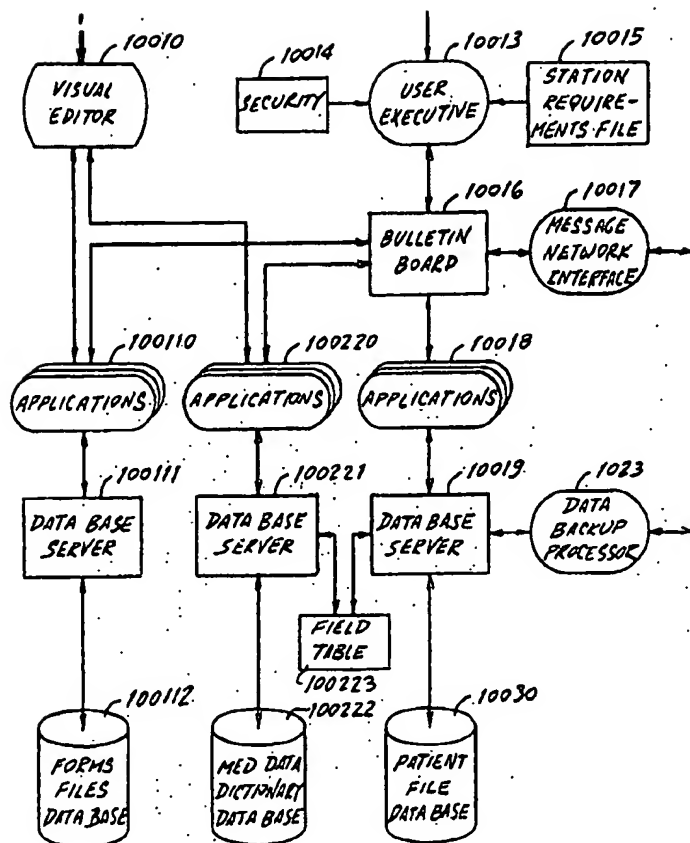 10010
VISUAL
EDITOR
10014
SECURITY
10013
USER
EXECUTIVE
10015
STATION
REQUIRE-
MENTS FILE
10016
BULLETIN
BOARD
10017
MESSAGE
NETWORK
INTERFACE
100110
APPLICATIONS
100220
APPLICATIONS
10018
APPLICATIONS
100111
DATA BASE
SERVER
100221
DATA BASE
SERVER
10019
DATA BASE
SERVER
1023
DATA
BACKUP
PROCESSOR
FIELD
TABLE
100223
100112
FORMS
FILES
DATA BASE
100222
MED DATA
DICTIONARY
DATA BASE
10030
PATIENT
FILE
DATA BASE